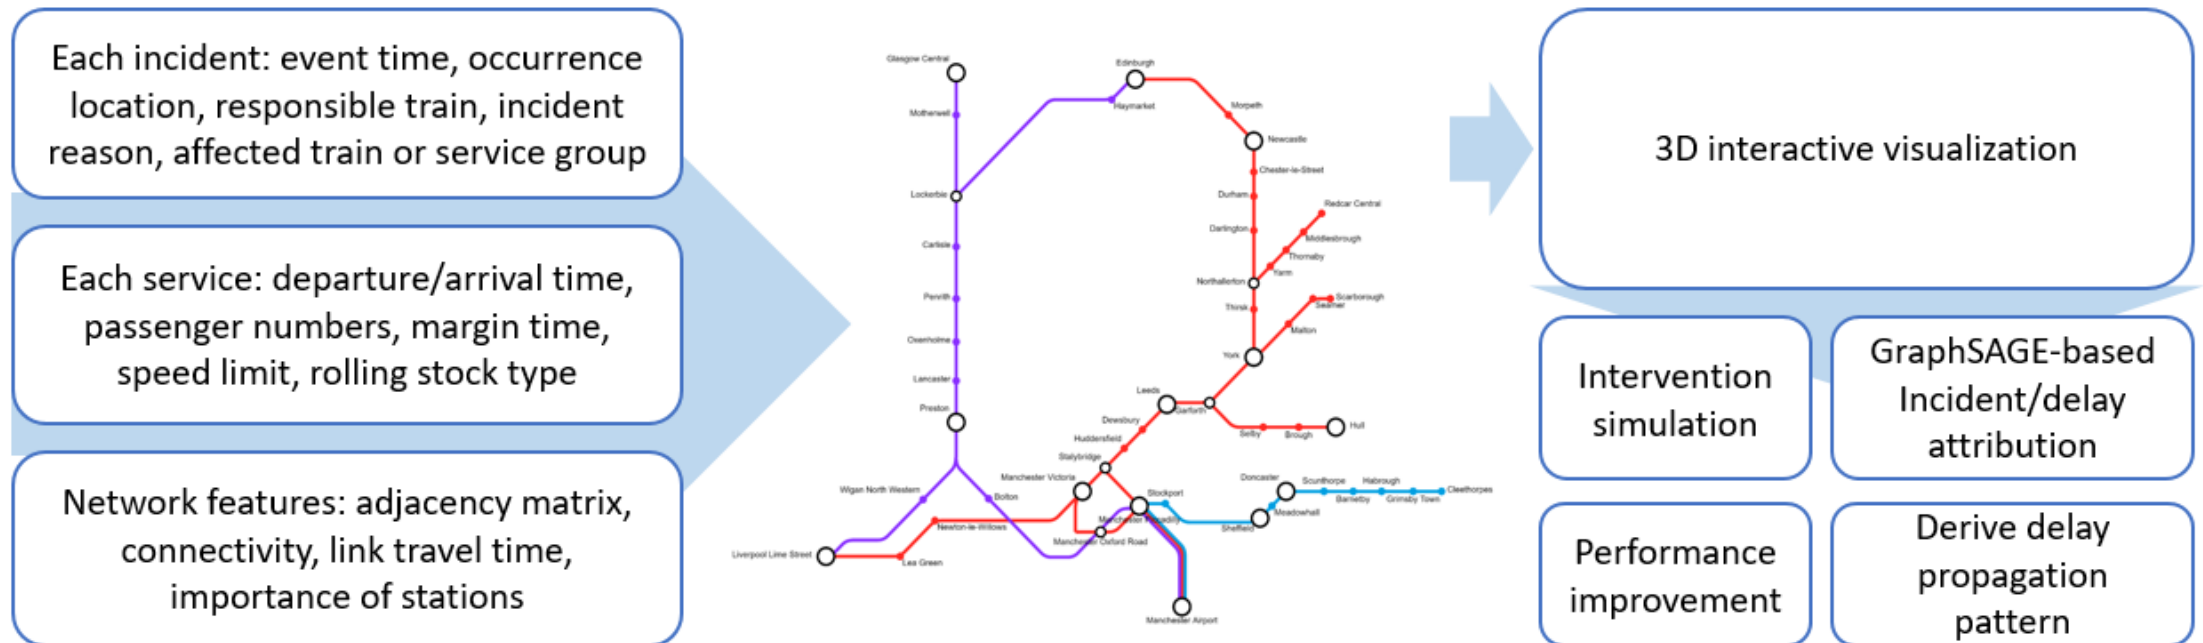 Each incident: event time, occurrence
location, responsible train, incident
reason, affected train or service group
Each service: departure/arrival time,
passenger numbers, margin time,
speed limit, rolling stock type
Network features: adjacency matrix,
connectivity, link travel time,
importance of stations
Glasgow Central
Motherwell
Lockerbie
Carlisle
Penrith
Oxenholme
Lancaster
Preston
Wigan North Western
Bolton
Liverpool Lime Street
Newton-le-Willows
Lea Green
Edinburgh
Haymarket
Morpeth
Newcastle
Chester-le-Street
Durham
Darlington
Redcar Central
Middlesbrough
Thornaby
Yarm
Northallerton
Thirsk
Scarborough
Seamer
Malton
York
Leeds
Garforth
Dewsbury
Huddersfield
Stalybridge
Selby
Brough
Hull
Manchester Victoria
Stockport
Manchester Piccadilly
Manchester Oxford Road
Manchester Airport
Doncaster
Meadowhall
Sheffield
Scunthorpe
Barnetby
Habrough
Grimsby Town
Cleethorpes
3D interactive visualization
Intervention
simulation
GraphSAGE-based
Incident/delay
attribution
Performance
improvement
Derive delay
propagation
pattern